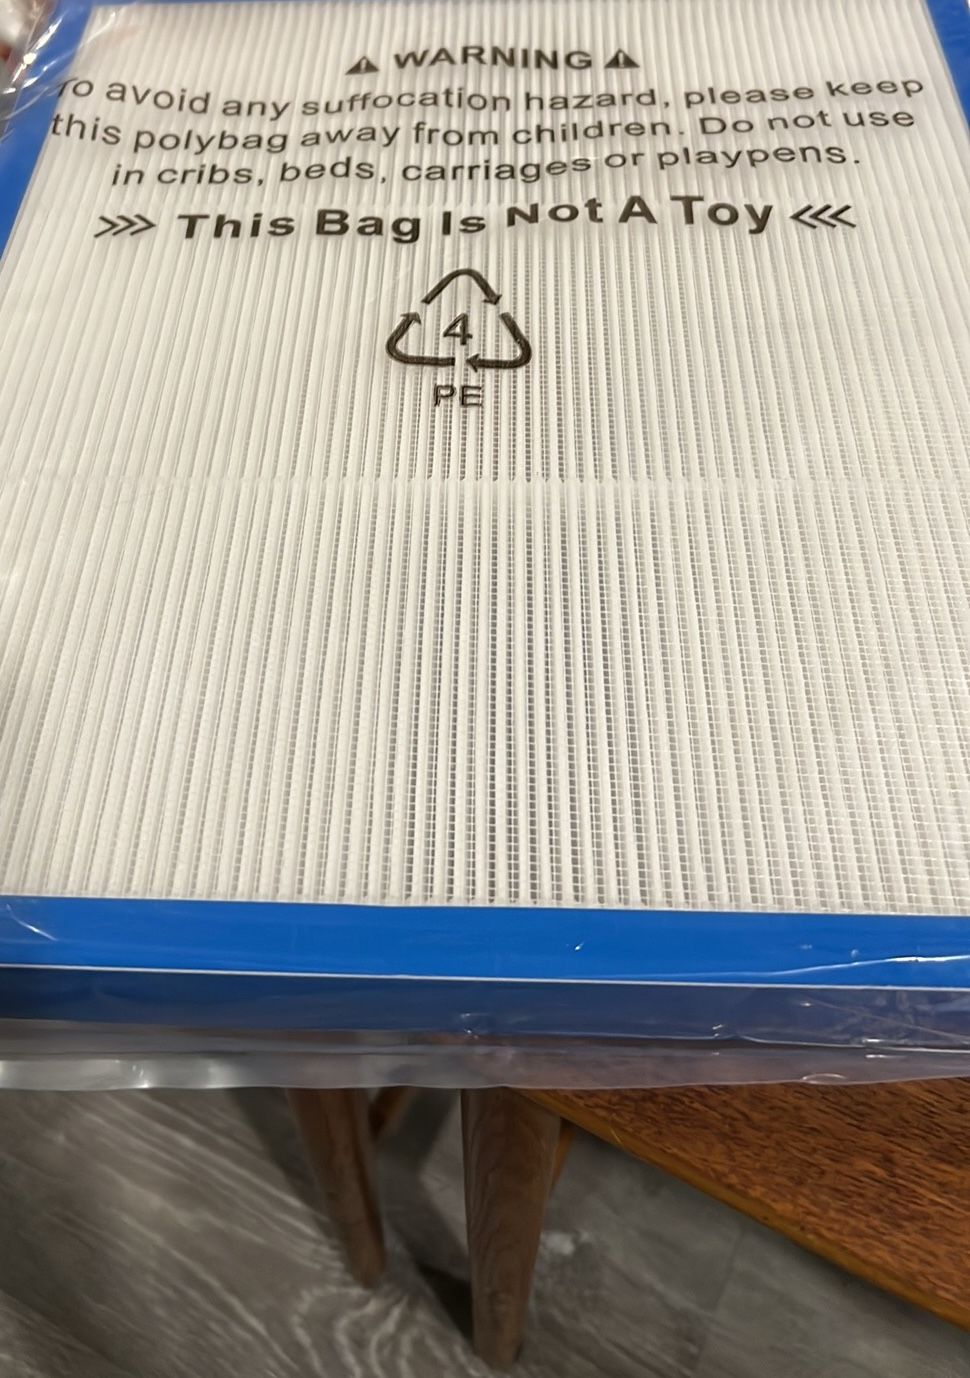 ⚠ WARNING ⚠
To avoid any suffocation hazard, please keep
this polybag away from children. Do not use
in cribs, beds, carriages or playpens.
>>> This Bag Is Not A Toy <<<
4
PE